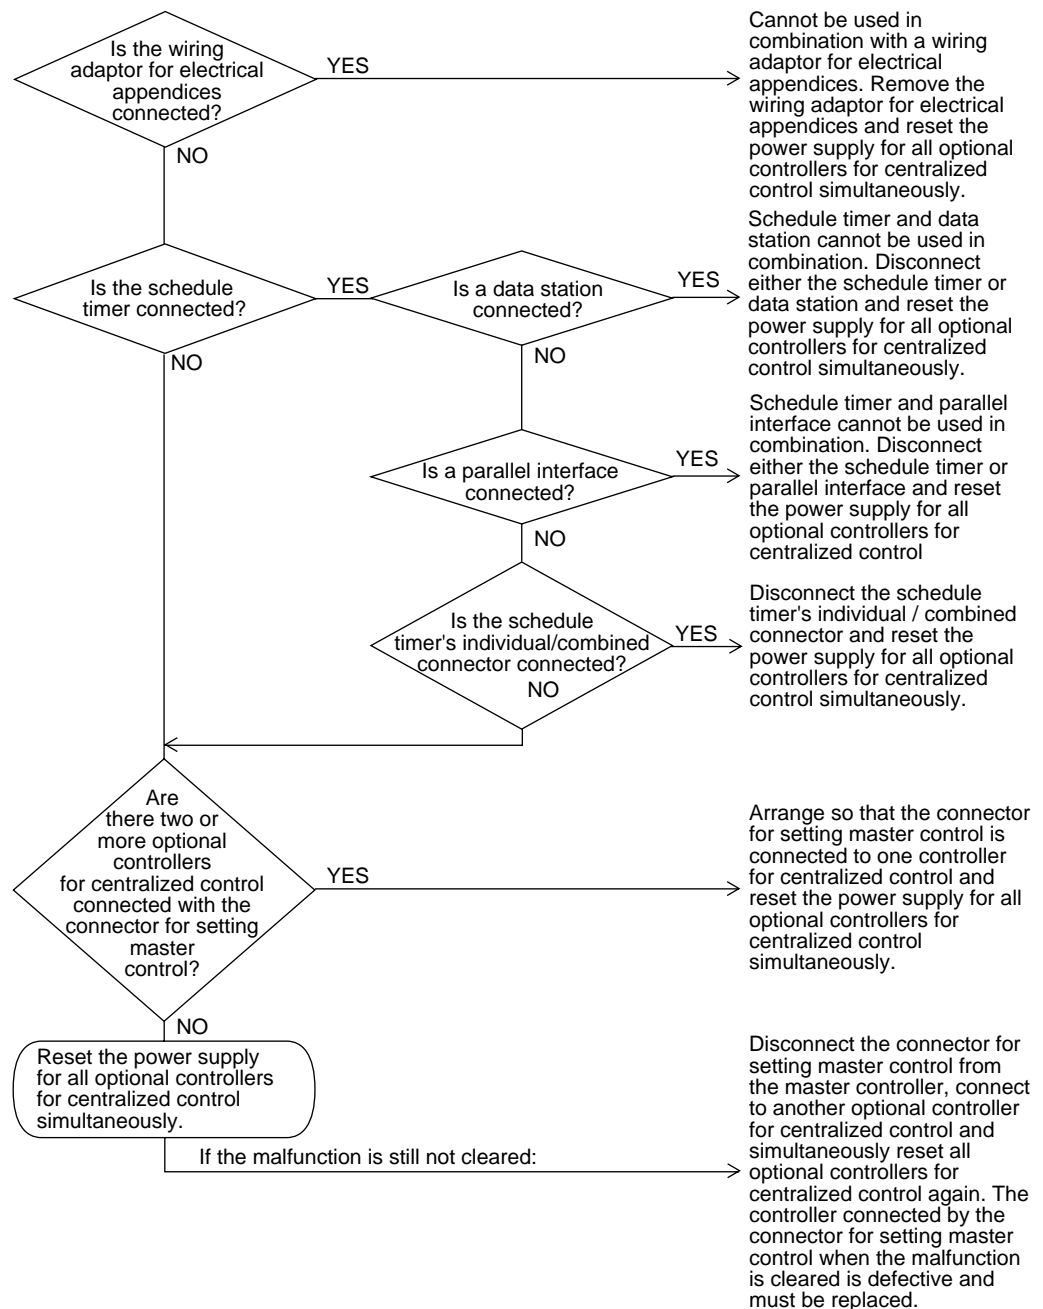 Is the wiring
adaptor for electrical
appendices
connected?
YES
Cannot be used in
combination with a wiring
adaptor for electrical
appendices. Remove the
wiring adaptor for electrical
appendices and reset the
power supply for all optional
controllers for centralized
control simultaneously.
NO
Is the schedule
timer connected?
YES
Is a data station
connected?
YES
Schedule timer and data
station cannot be used in
combination. Disconnect
either the schedule timer or
data station and reset the
power supply for all optional
controllers for centralized
control simultaneously.
NO
NO
Is a parallel interface
connected?
YES
Schedule timer and parallel
interface cannot be used in
combination. Disconnect
either the schedule timer or
parallel interface and reset
the power supply for all
optional controllers for
centralized control
NO
Is the schedule
timer's individual/combined
connector connected?
YES
NO
Disconnect the schedule
timer's individual / combined
connector and reset the
power supply for all optional
controllers for centralized
control simultaneously.
Are
there two or
more optional
controllers
for centralized control
connected with the
connector for setting
master
control?
YES
Arrange so that the connector
for setting master control is
connected to one controller
for centralized control and
reset the power supply for all
optional controllers for
centralized control
simultaneously.
NO
Reset the power supply
for all optional controllers
for centralized control
simultaneously.
If the malfunction is still not cleared:
Disconnect the connector for
setting master control from
the master controller, connect
to another optional controller
for centralized control and
simultaneously reset all
optional controllers for
centralized control again. The
controller connected by the
connector for setting master
control when the malfunction
is cleared is defective and
must be replaced.